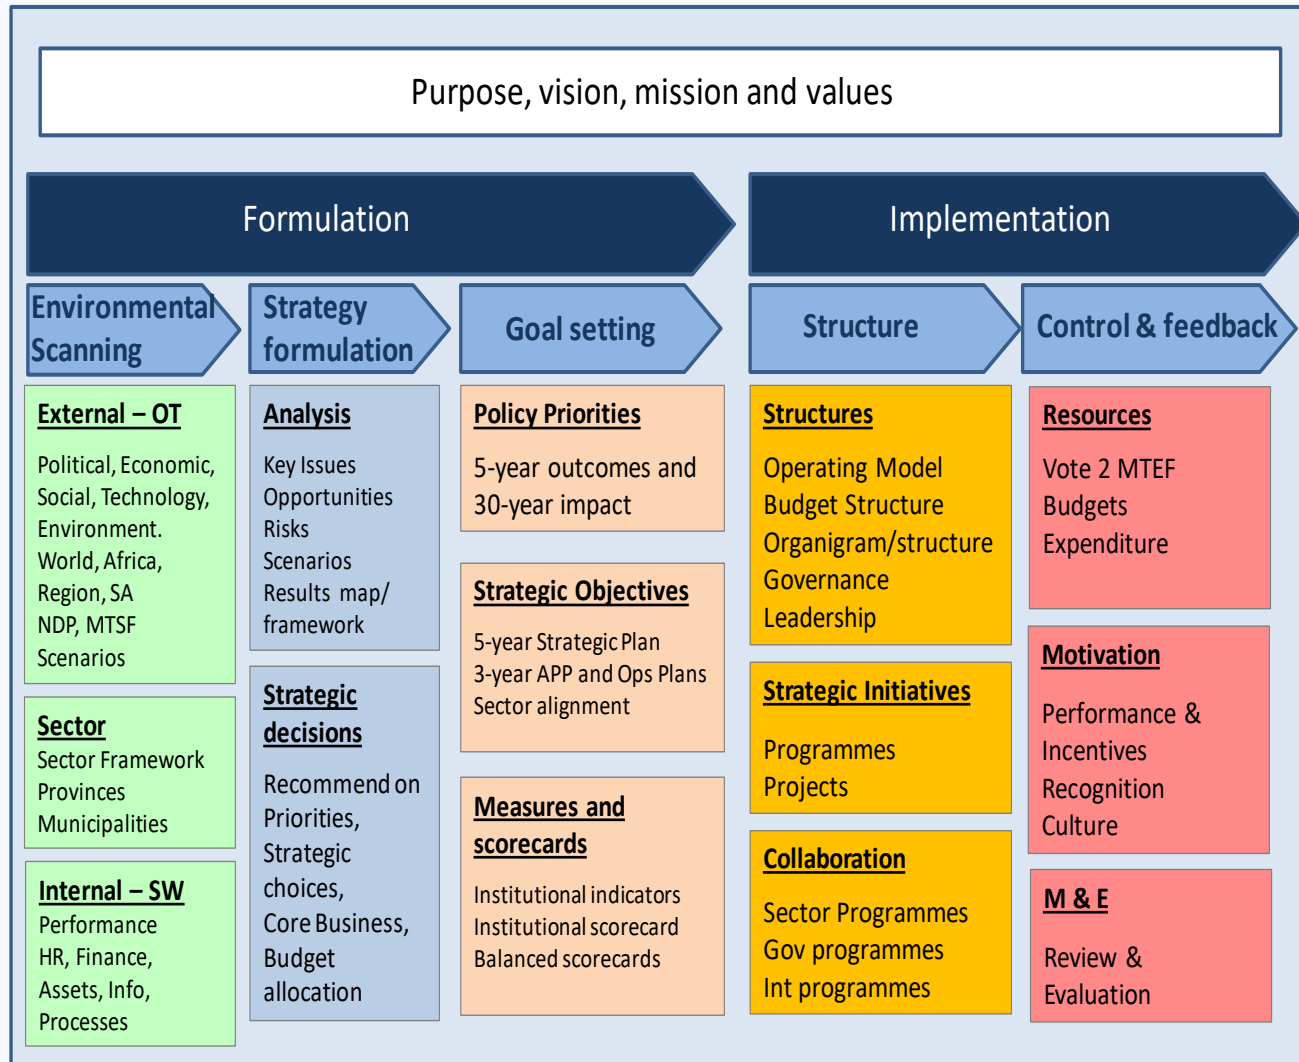 Purpose, vision, mission and values
Formulation
Implementation
Environmental
Scanning
Strategy
formulation
Goal setting
Structure
Control & feedback
External – OT
Political, Economic,
Social, Technology,
Environment.
World, Africa,
Region, SA
NDP, MTSF
Scenarios
Sector
Sector Framework
Provinces
Municipalities
Internal – SW
Performance
HR, Finance,
Assets, Info,
Processes
Analysis
Key Issues
Opportunities
Risks
Scenarios
Results map/
framework
Strategic
decisions
Recommend on
Priorities,
Strategic
choices,
Core Business,
Budget
allocation
Policy Priorities
5-year outcomes and
30-year impact
Strategic Objectives
5-year Strategic Plan
3-year APP and Ops Plans
Sector alignment
Measures and
scorecards
Institutional indicators
Institutional scorecard
Balanced scorecards
Structures
Operating Model
Budget Structure
Organigram/structure
Governance
Leadership
Strategic Initiatives
Programmes
Projects
Collaboration
Sector Programmes
Gov programmes
Int programmes
Resources
Vote 2 MTEF
Budgets
Expenditure
Motivation
Performance &
Incentives
Recognition
Culture
M & E
Review &
Evaluation